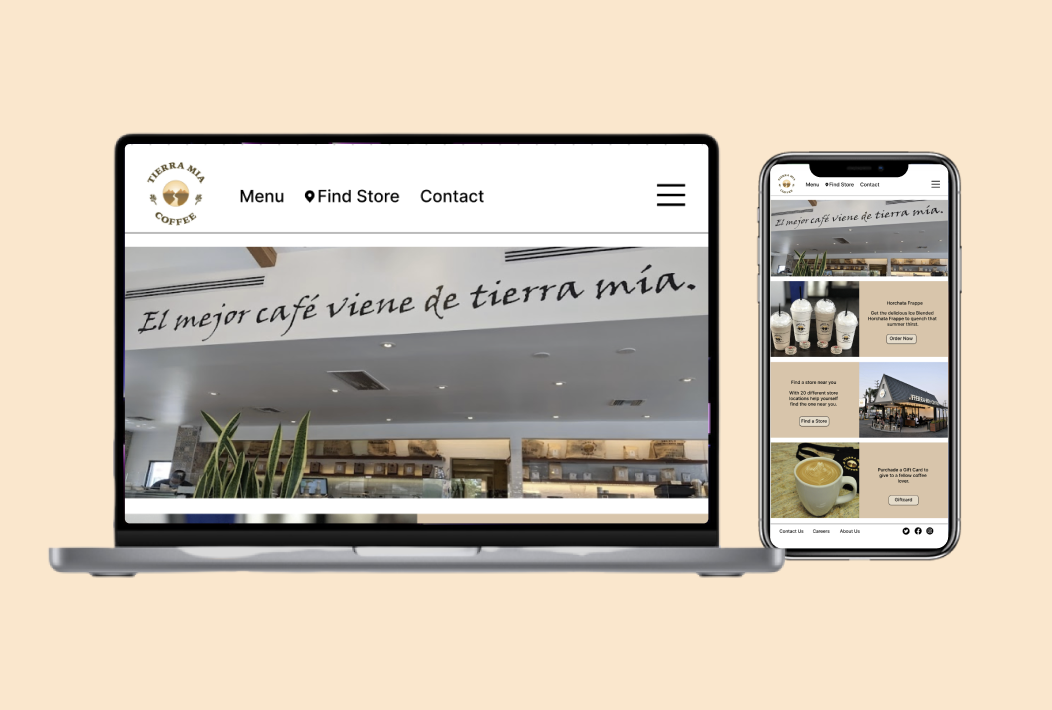 TIERRA MIA
COFFEE
Menu
Find Store
Contact
El mejor café viene de tierra mía.
TIERRA MIA
COFFEE
Menu
Find Store
Contact
El mejor café viene de tierra mía.
Horchata Frappe
Get the delicious Ice Blended
Horchata Frappe to quench that
summer thirst.
Order Now
Find a store near you
With 20 different store
locations help yourself
find the one near you.
Find a Store
Purchade a Gift Card to
give to a fellow coffee
lover.
Giftcard
Contact Us
Careers
About Us